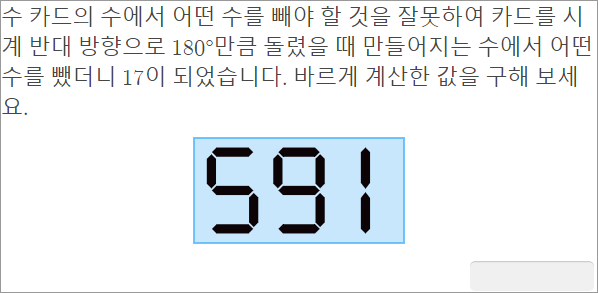 수 카드의 수에서 어떤 수를 빼야 할 것을 잘못하여 카드를 시
계 반대 방향으로 180°만큼 돌렸을 때 만들어지는 수에서 어떤
수를 뺐더니 17이 되었습니다. 바르게 계산한 값을 구해 보세
요.
591